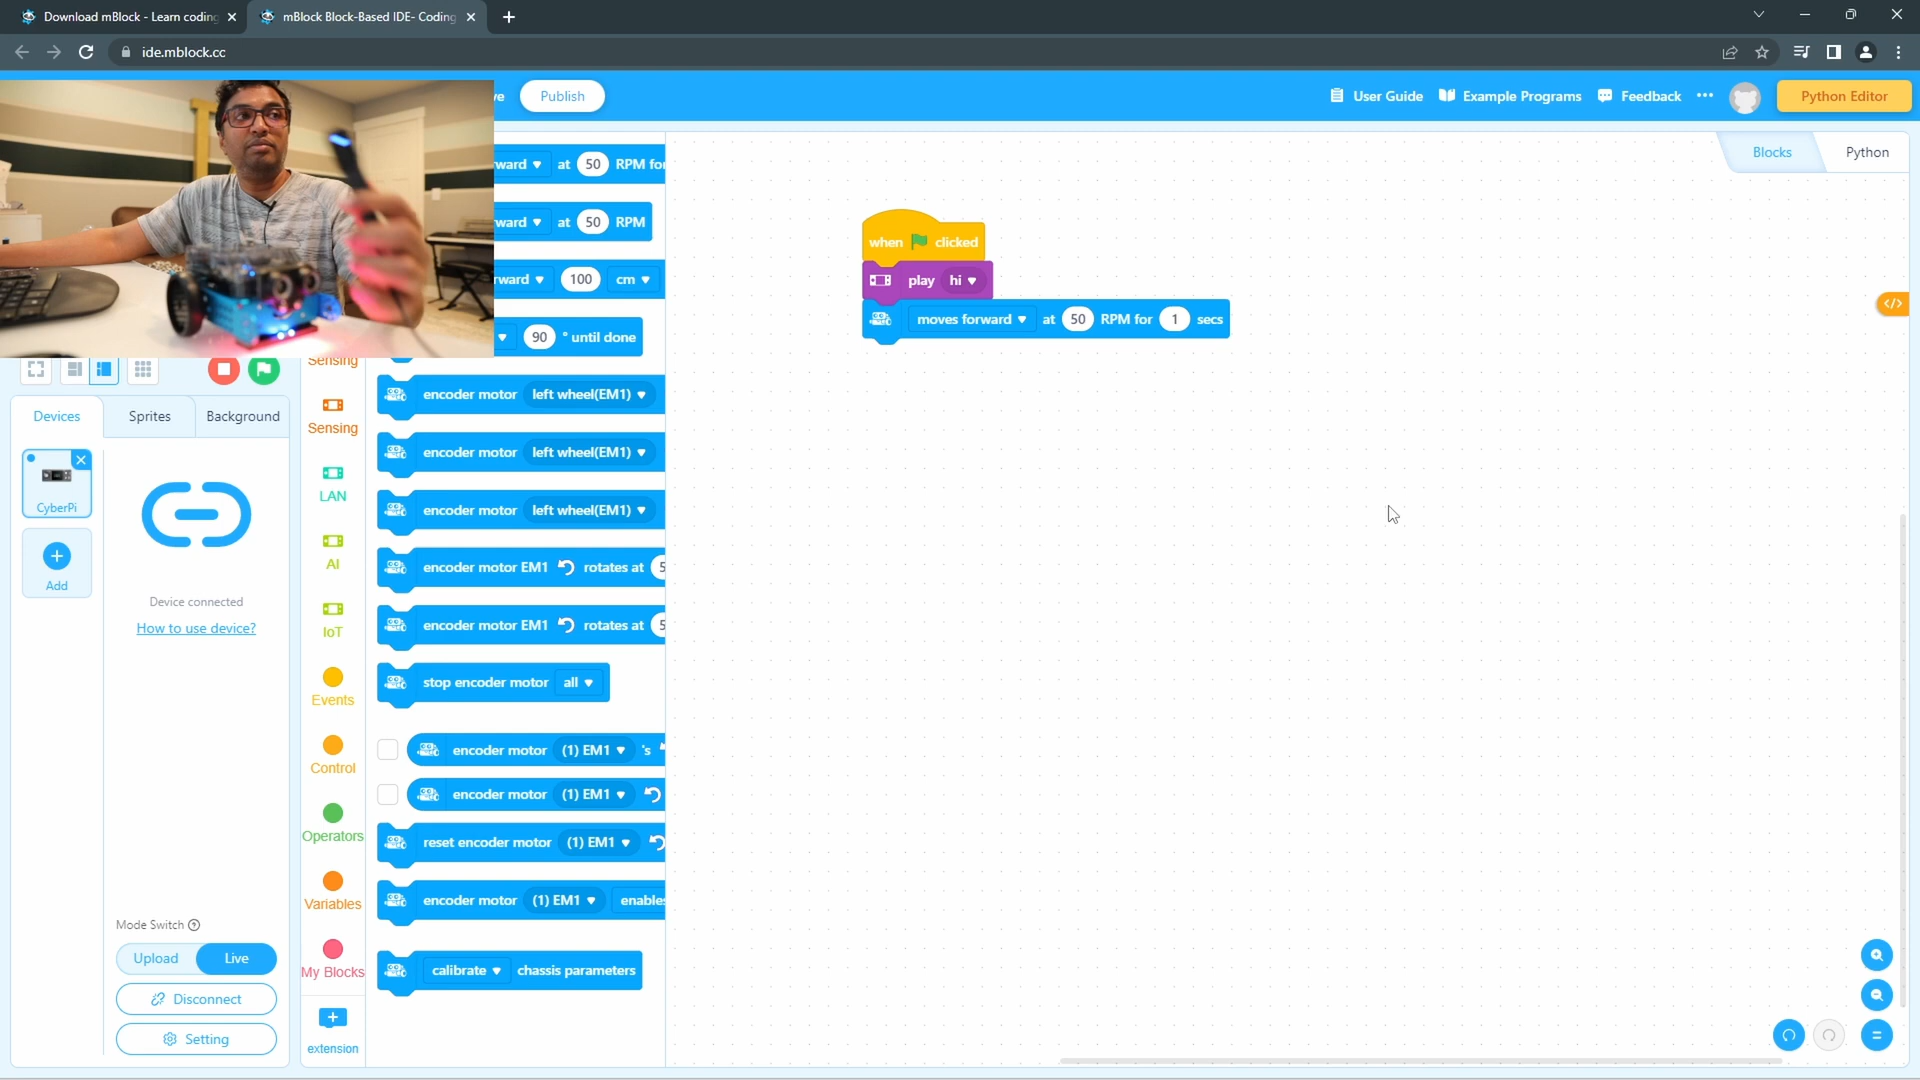 Download mBlock - Learn coding
mBlock Block-Based IDE- Coding
ide.mblock.cc
Publish
User Guide
Example Programs
Feedback
Python Editor
Blocks
Python
ward at 50 RPM for
ward at 50 RPM
rward 100 cm
90 ° until done
when clicked
play hi
moves forward at 50 RPM for 1 secs
Devices
Sprites
Background
CyberPi
Add
Device connected
How to use device?
Mode Switch
Upload
Live
Disconnect
Setting
Sensing
Sensing
LAN
AI
IoT
Events
Control
Operators
Variables
My Blocks
extension
encoder motor left wheel(EM1)
encoder motor left wheel(EM1)
encoder motor left wheel(EM1)
encoder motor EM1 rotates at 5
encoder motor EM1 rotates at 5
stop encoder motor all
encoder motor (1) EM1 's
encoder motor (1) EM1
reset encoder motor (1) EM1
encoder motor (1) EM1 enables
calibrate chassis parameters